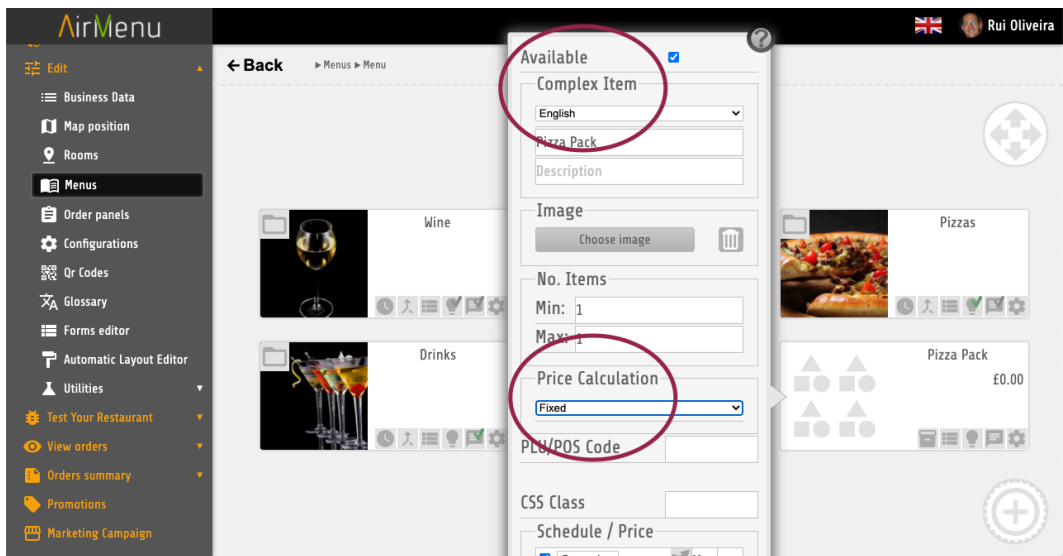 AirMenu
Rui Oliveira
Edit
Business Data
Map position
Rooms
Menus
Order panels
Configurations
Qr Codes
Glossary
Forms editor
Automatic Layout Editor
Utilities
Test Your Restaurant
View orders
Orders summary
Promotions
Marketing Campaign
← Back
▶ Menus ▶ Menu
Wine
Drinks
?
Available
Complex Item
English
Pizza Pack
Description
Image
Choose image
No. Items
Min: 1
Max: 1
Price Calculation
Fixed
PLU/POS Code
CSS Class
Schedule / Price
Pizzas
Pizza Pack
£0.00